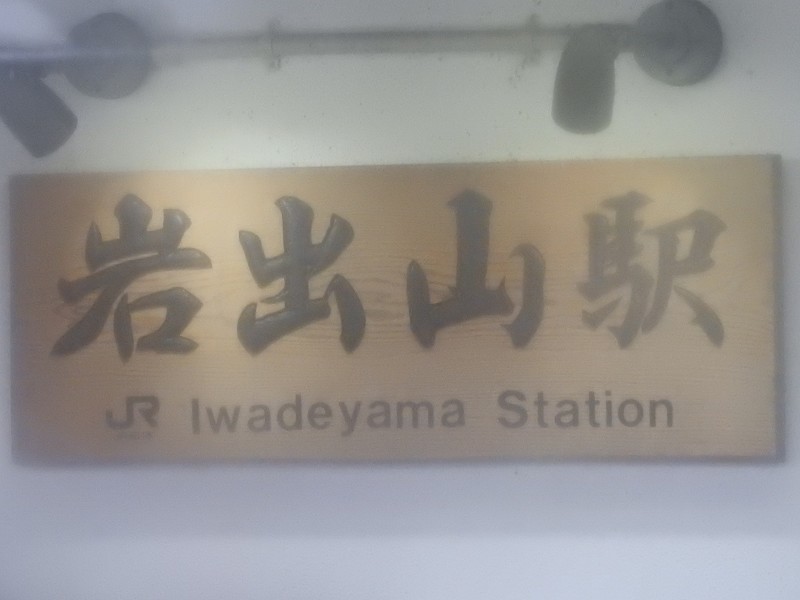 岩出山駅
JR Iwadeyama Station